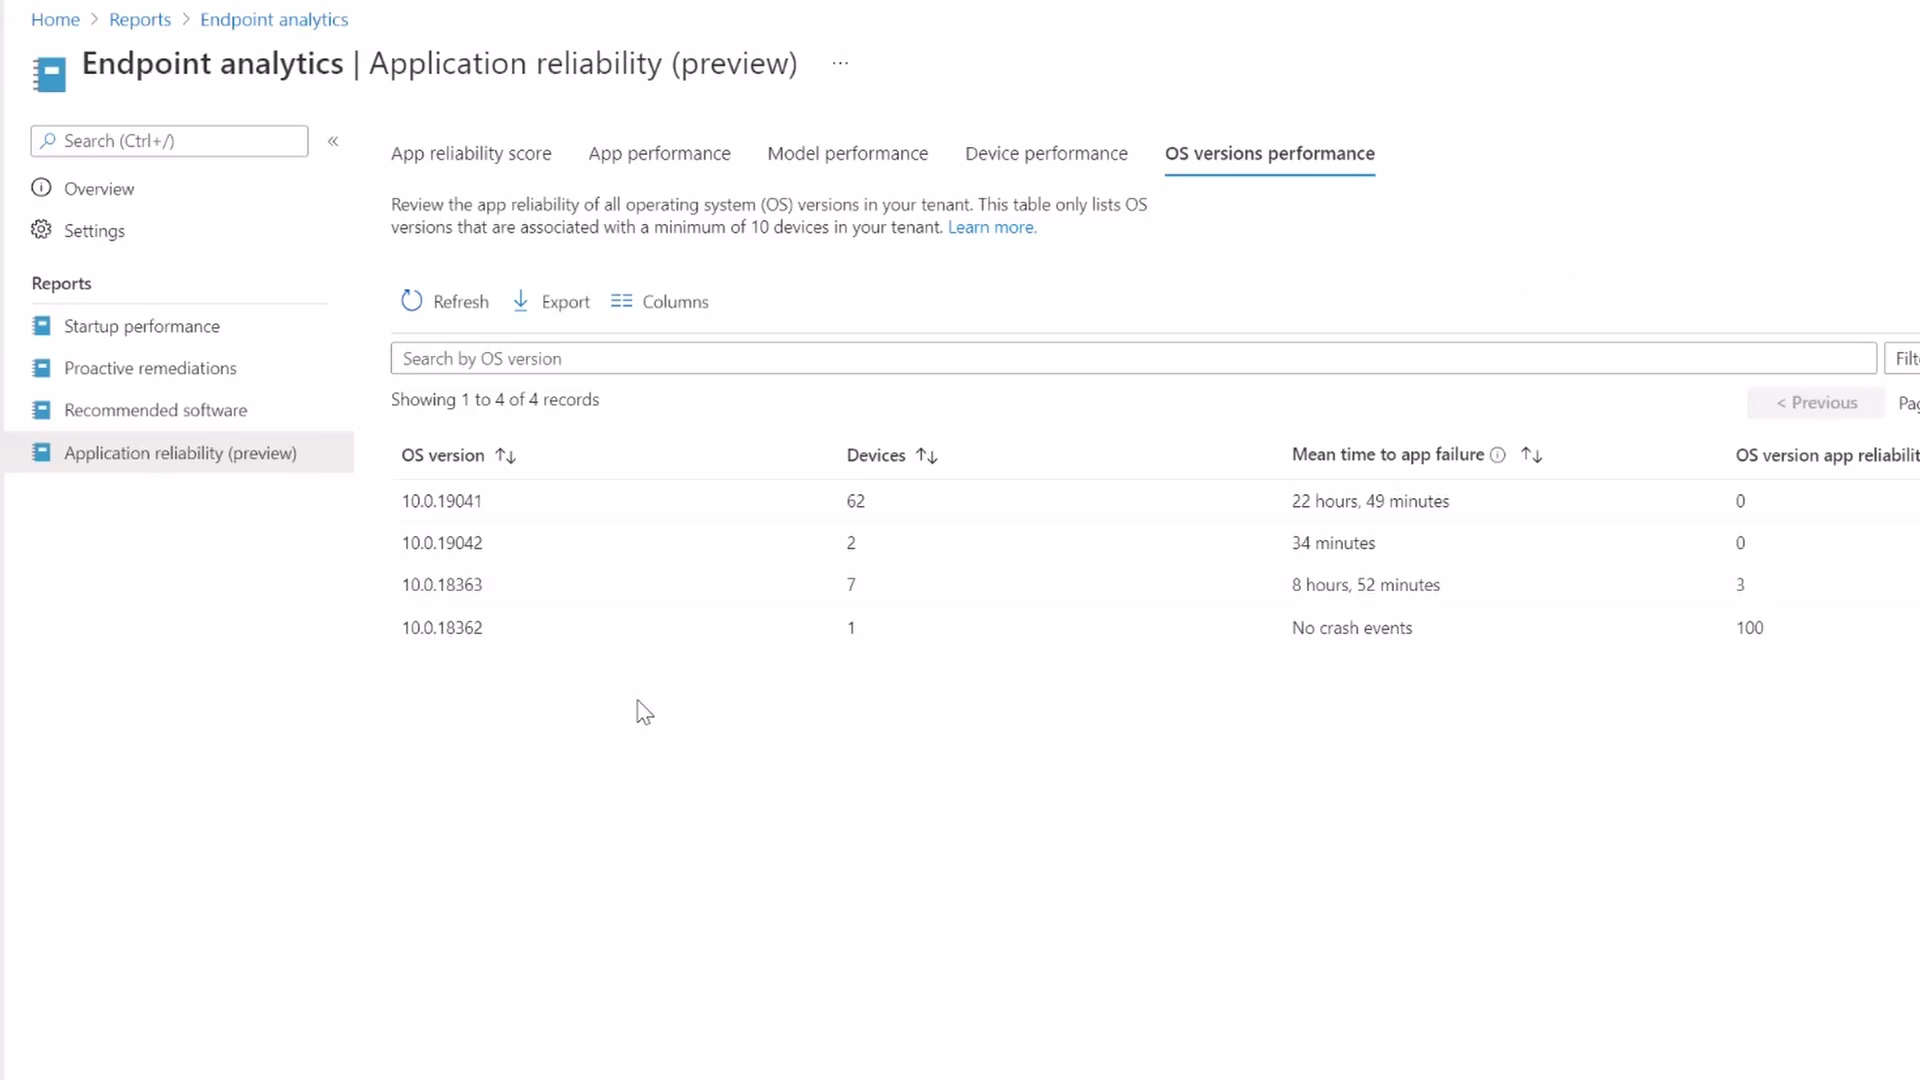 Home > Reports > Endpoint analytics
Endpoint analytics | Application reliability (preview) ...
Search (Ctrl+/) «
Overview
Settings
Reports
Startup performance
Proactive remediations
Recommended software
Application reliability (preview)
App reliability score App performance Model performance Device performance OS versions performance
Review the app reliability of all operating system (OS) versions in your tenant. This table only lists OS
versions that are associated with a minimum of 10 devices in your tenant. Learn more.
Refresh Export Columns
Search by OS version
Showing 1 to 4 of 4 records < Previous
OS version Devices Mean time to app failure OS version app
10.0.19041 62 22 hours, 49 minutes 0
10.0.19042 2 34 minutes 0
10.0.18363 7 8 hours, 52 minutes 3
10.0.18362 1 No crash events 100